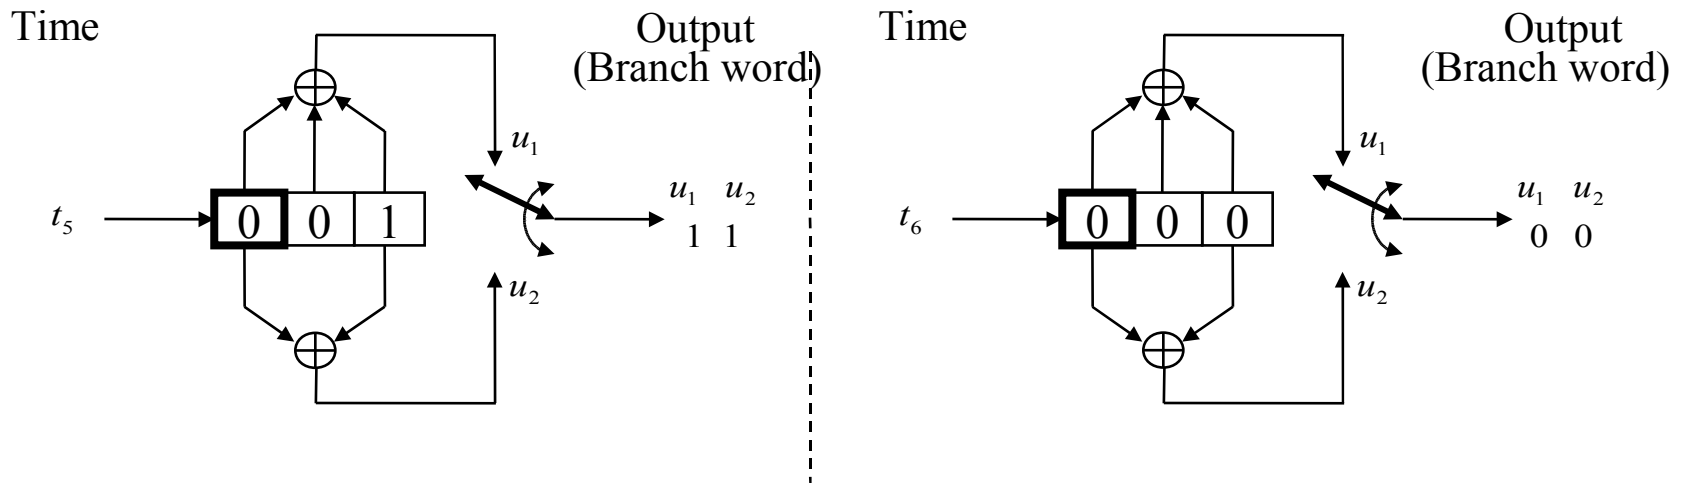 Time
Output
(Branch word)
u₁
u₁ u₂
t₅
0 0 1
1 1
u₂
Time
Output
(Branch word)
u₁
u₁ u₂
t₆
0 0 0
0 0
u₂